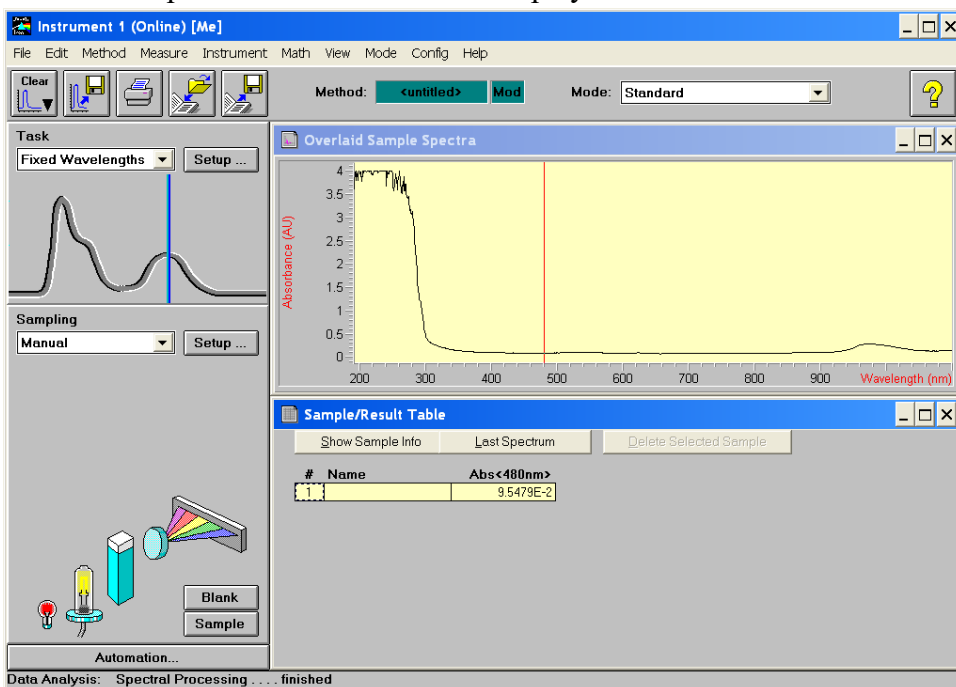 Instrument 1 (Online) [Me]
File Edit Method Measure Instrument Math View Mode Config Help
Clear
Method: <untitled> Mod Mode: Standard
Task
Fixed Wavelengths Setup ...
Sampling
Manual Setup ...
Blank
Sample
Automation...
Overlaid Sample Spectra
Absorbance (AU)
4
3.5
3
2.5
2
1.5
1
0.5
0
200 300 400 500 600 700 800 900 Wavelength (nm)
Sample/Result Table
Show Sample Info Last Spectrum Delete Selected Sample
# Name Abs<480nm>
1 9.5479E-2
Data Analysis: Spectral Processing . . . . finished